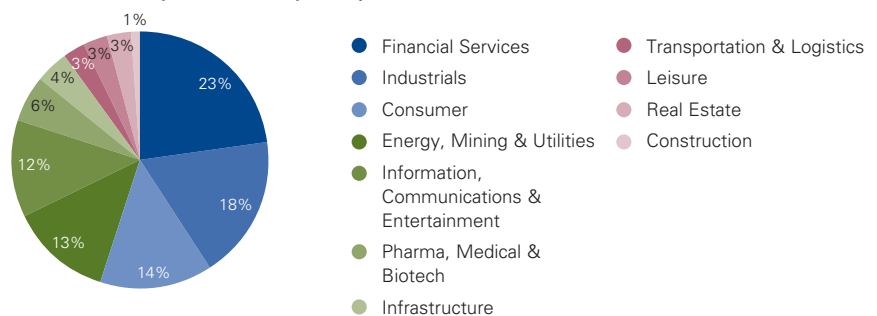 1%
3%
3%
3%
4%
6%
12%
13%
14%
18%
23%
Financial Services
Industrials
Consumer
Energy, Mining & Utilities
Information,
Communications &
Entertainment
Pharma, Medical &
Biotech
Infrastructure
Transportation & Logistics
Leisure
Real Estate
Construction